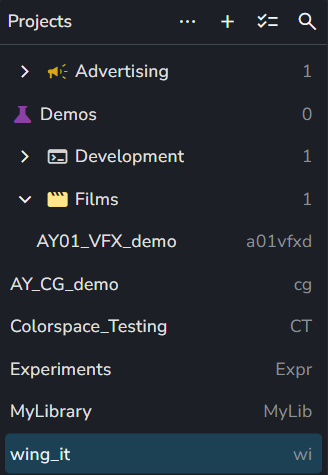 Projects
Advertising 1
Demos 0
Development 1
Films 1
AY01_VFX_demo a01vfxd
AY_CG_demo cg
Colorspace_Testing CT
Experiments Expr
MyLibrary MyLib
wing_it wi